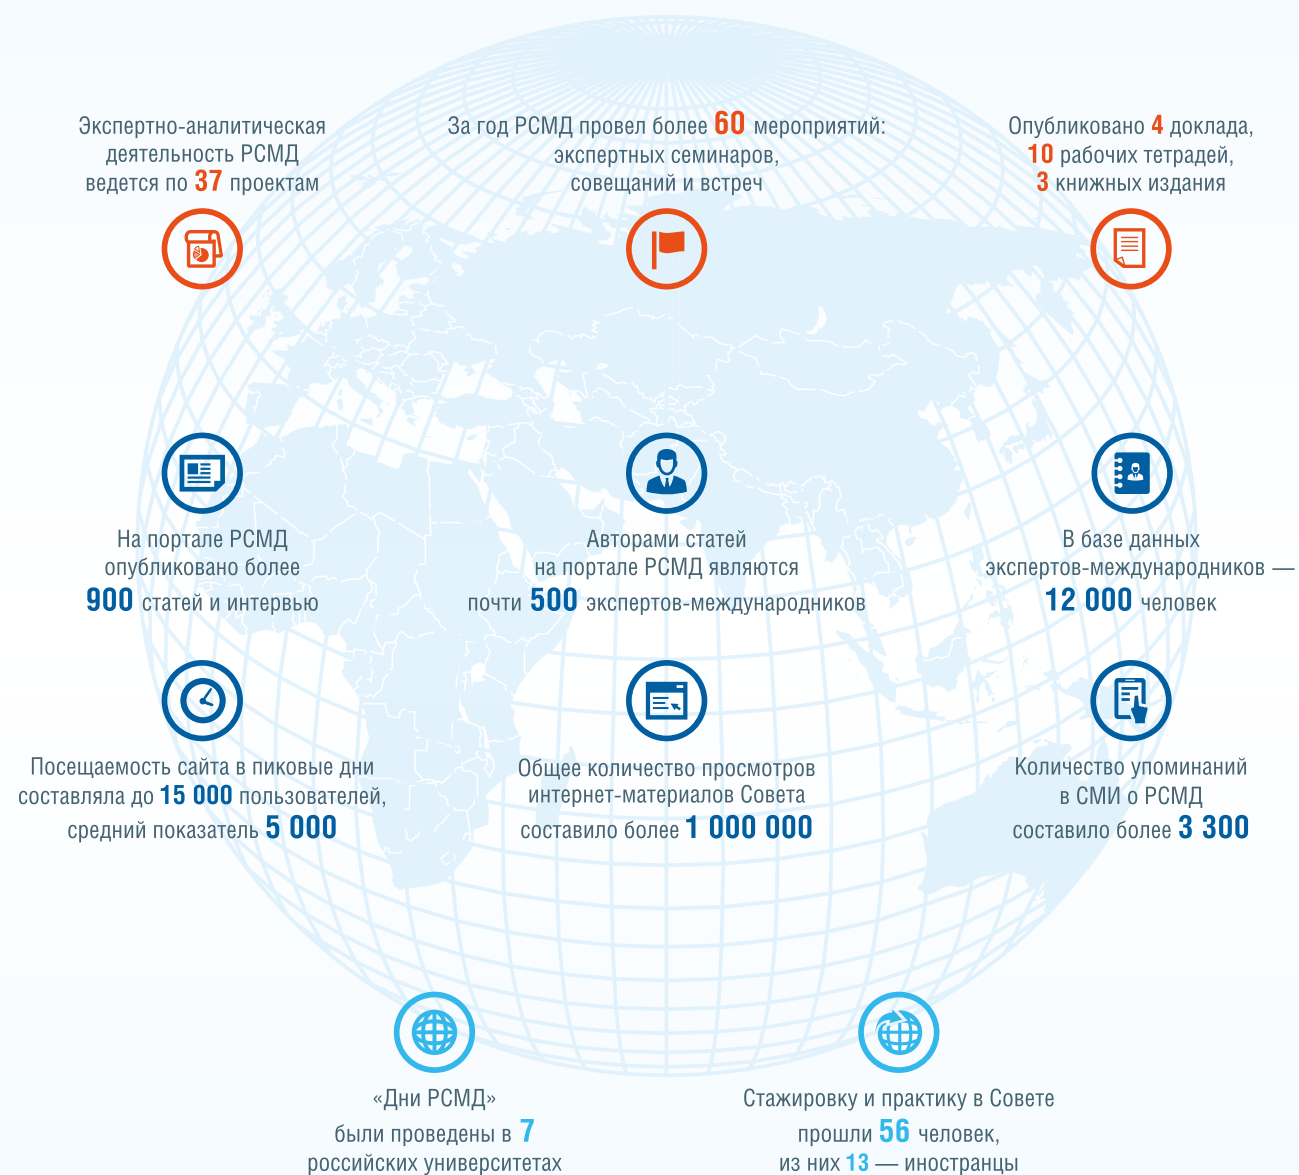 Экспертно-аналитическая
деятельность РСМД
ведется по 37 проектам
За год РСМД провел более 60 мероприятий:
экспертных семинаров,
совещаний и встреч
Опубликовано 4 доклада,
10 рабочих тетрадей,
3 книжных издания
На портале РСМД
опубликовано более
900 статей и интервью
Авторами статей
на портале РСМД являются
почти 500 экспертов-международников
В базе данных
экспертов-международников —
12 000 человек
Посещаемость сайта в пиковые дни
составляла до 15 000 пользователей,
средний показатель 5 000
Общее количество просмотров
интернет-материалов Совета
составило более 1 000 000
Количество упоминаний
в СМИ о РСМД
составило более 3 300
«Дни РСМД»
были проведены в 7
российских университетах
Стажировку и практику в Совете
прошли 56 человек,
из них 13 — иностранцы